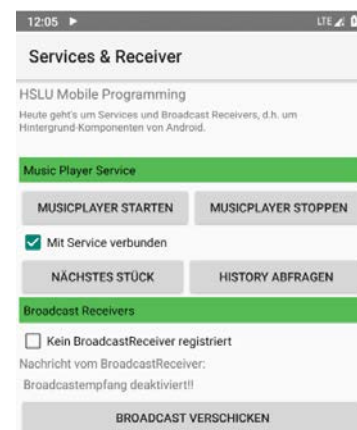 12:05 LTE
Services & Receiver
HSLU Mobile Programming
Heute geht's um Services und Broadcast Receivers, d.h. um
Hintergrund-Komponenten von Android.
Music Player Service
MUSICPLAYER STARTEN MUSICPLAYER STOPPEN
Mit Service verbunden
NÄCHSTES STÜCK HISTORY ABFRAGEN
Broadcast Receivers
Kein BroadcastReceiver registriert
Nachricht vom BroadcastReceiver:
Broadcastempfang deaktiviert!!
BROADCAST VERSCHICKEN